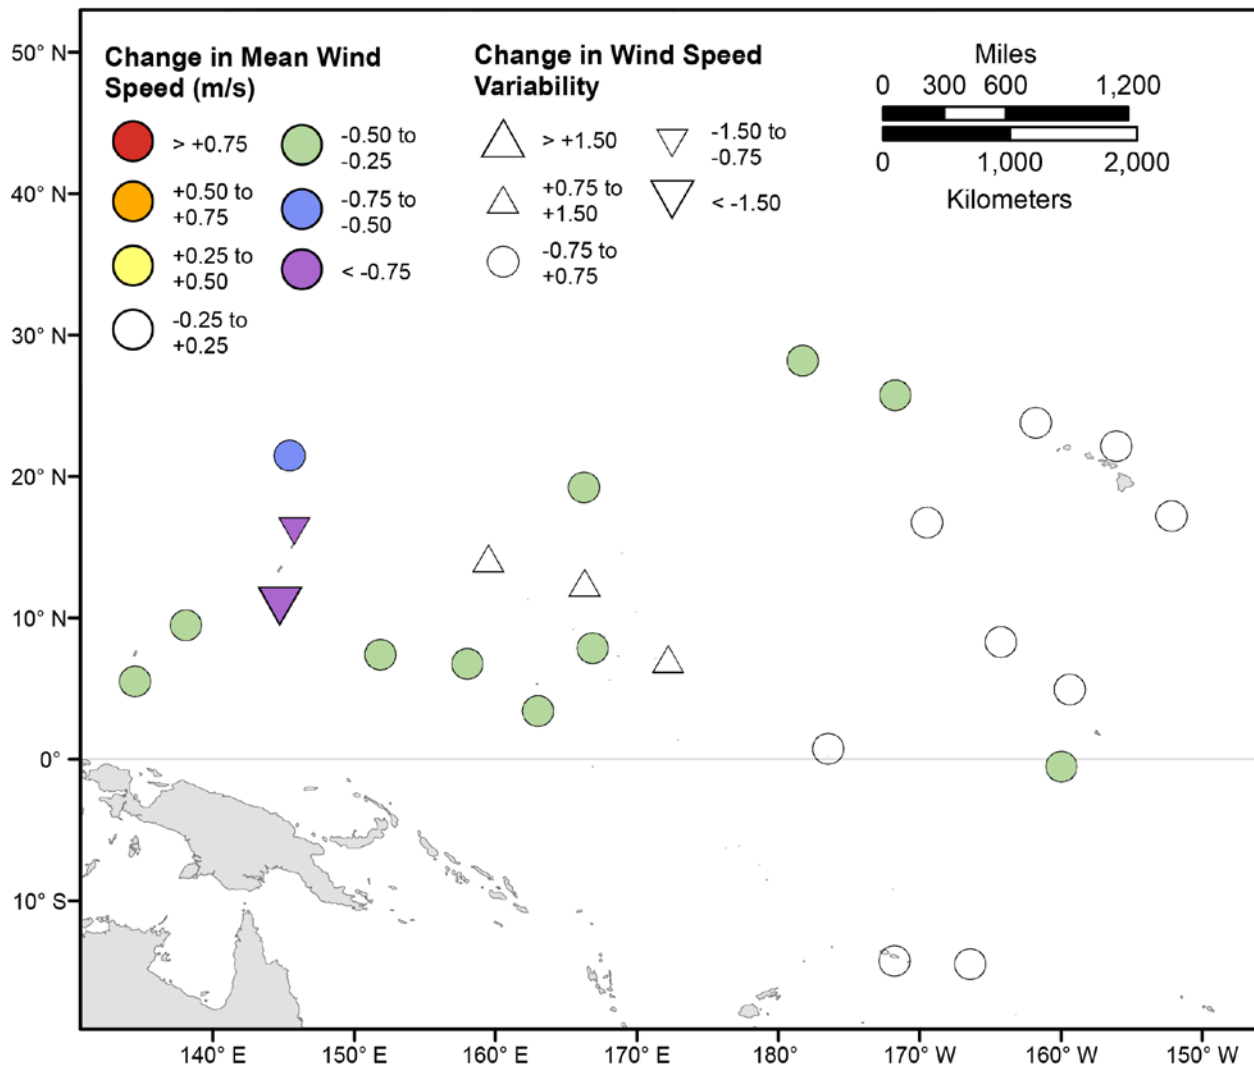 Change in Mean Wind
Speed (m/s)
> +0.75
+0.50 to
+0.75
+0.25 to
+0.50
-0.25 to
+0.25
-0.50 to
-0.25
-0.75 to
-0.50
< -0.75
Change in Wind Speed
Variability
> +1.50
+0.75 to
+1.50
-0.75 to
+0.75
-1.50 to
-0.75
< -1.50
Miles
0 300 600 1,200
0 1,000 2,000
Kilometers
50° N
40° N
30° N
20° N
10° N
0°
10° S
140° E 150° E 160° E 170° E 180° 170° W 160° W 150° W